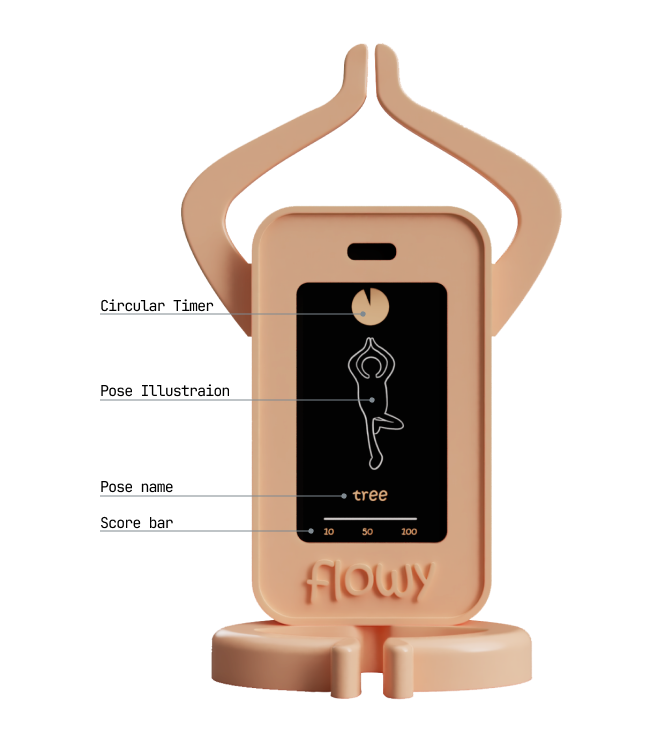 Circular Timer
Pose Illustraion
Pose name
tree
Score bar
10 50 100
flowy